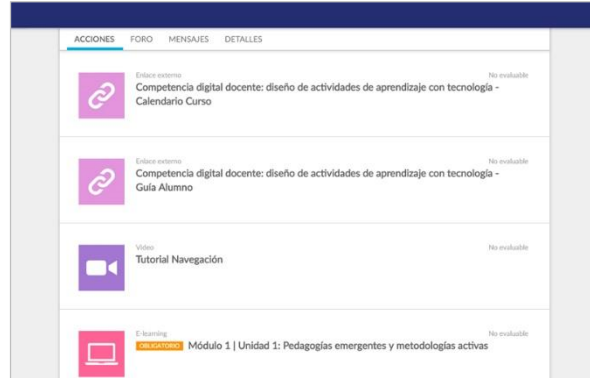 ACCIONES FORO MENSAJES DETALLES
Enlace externo No evaluable
Competencia digital docente: diseño de actividades de aprendizaje con tecnología -
Calendario Curso
Enlace externo No evaluable
Competencia digital docente: diseño de actividades de aprendizaje con tecnología -
Guía Alumno
Video No evaluable
Tutorial Navegación
E-learning No evaluable
OBLIGATORIO Módulo 1 | Unidad 1: Pedagogías emergentes y metodologías activas